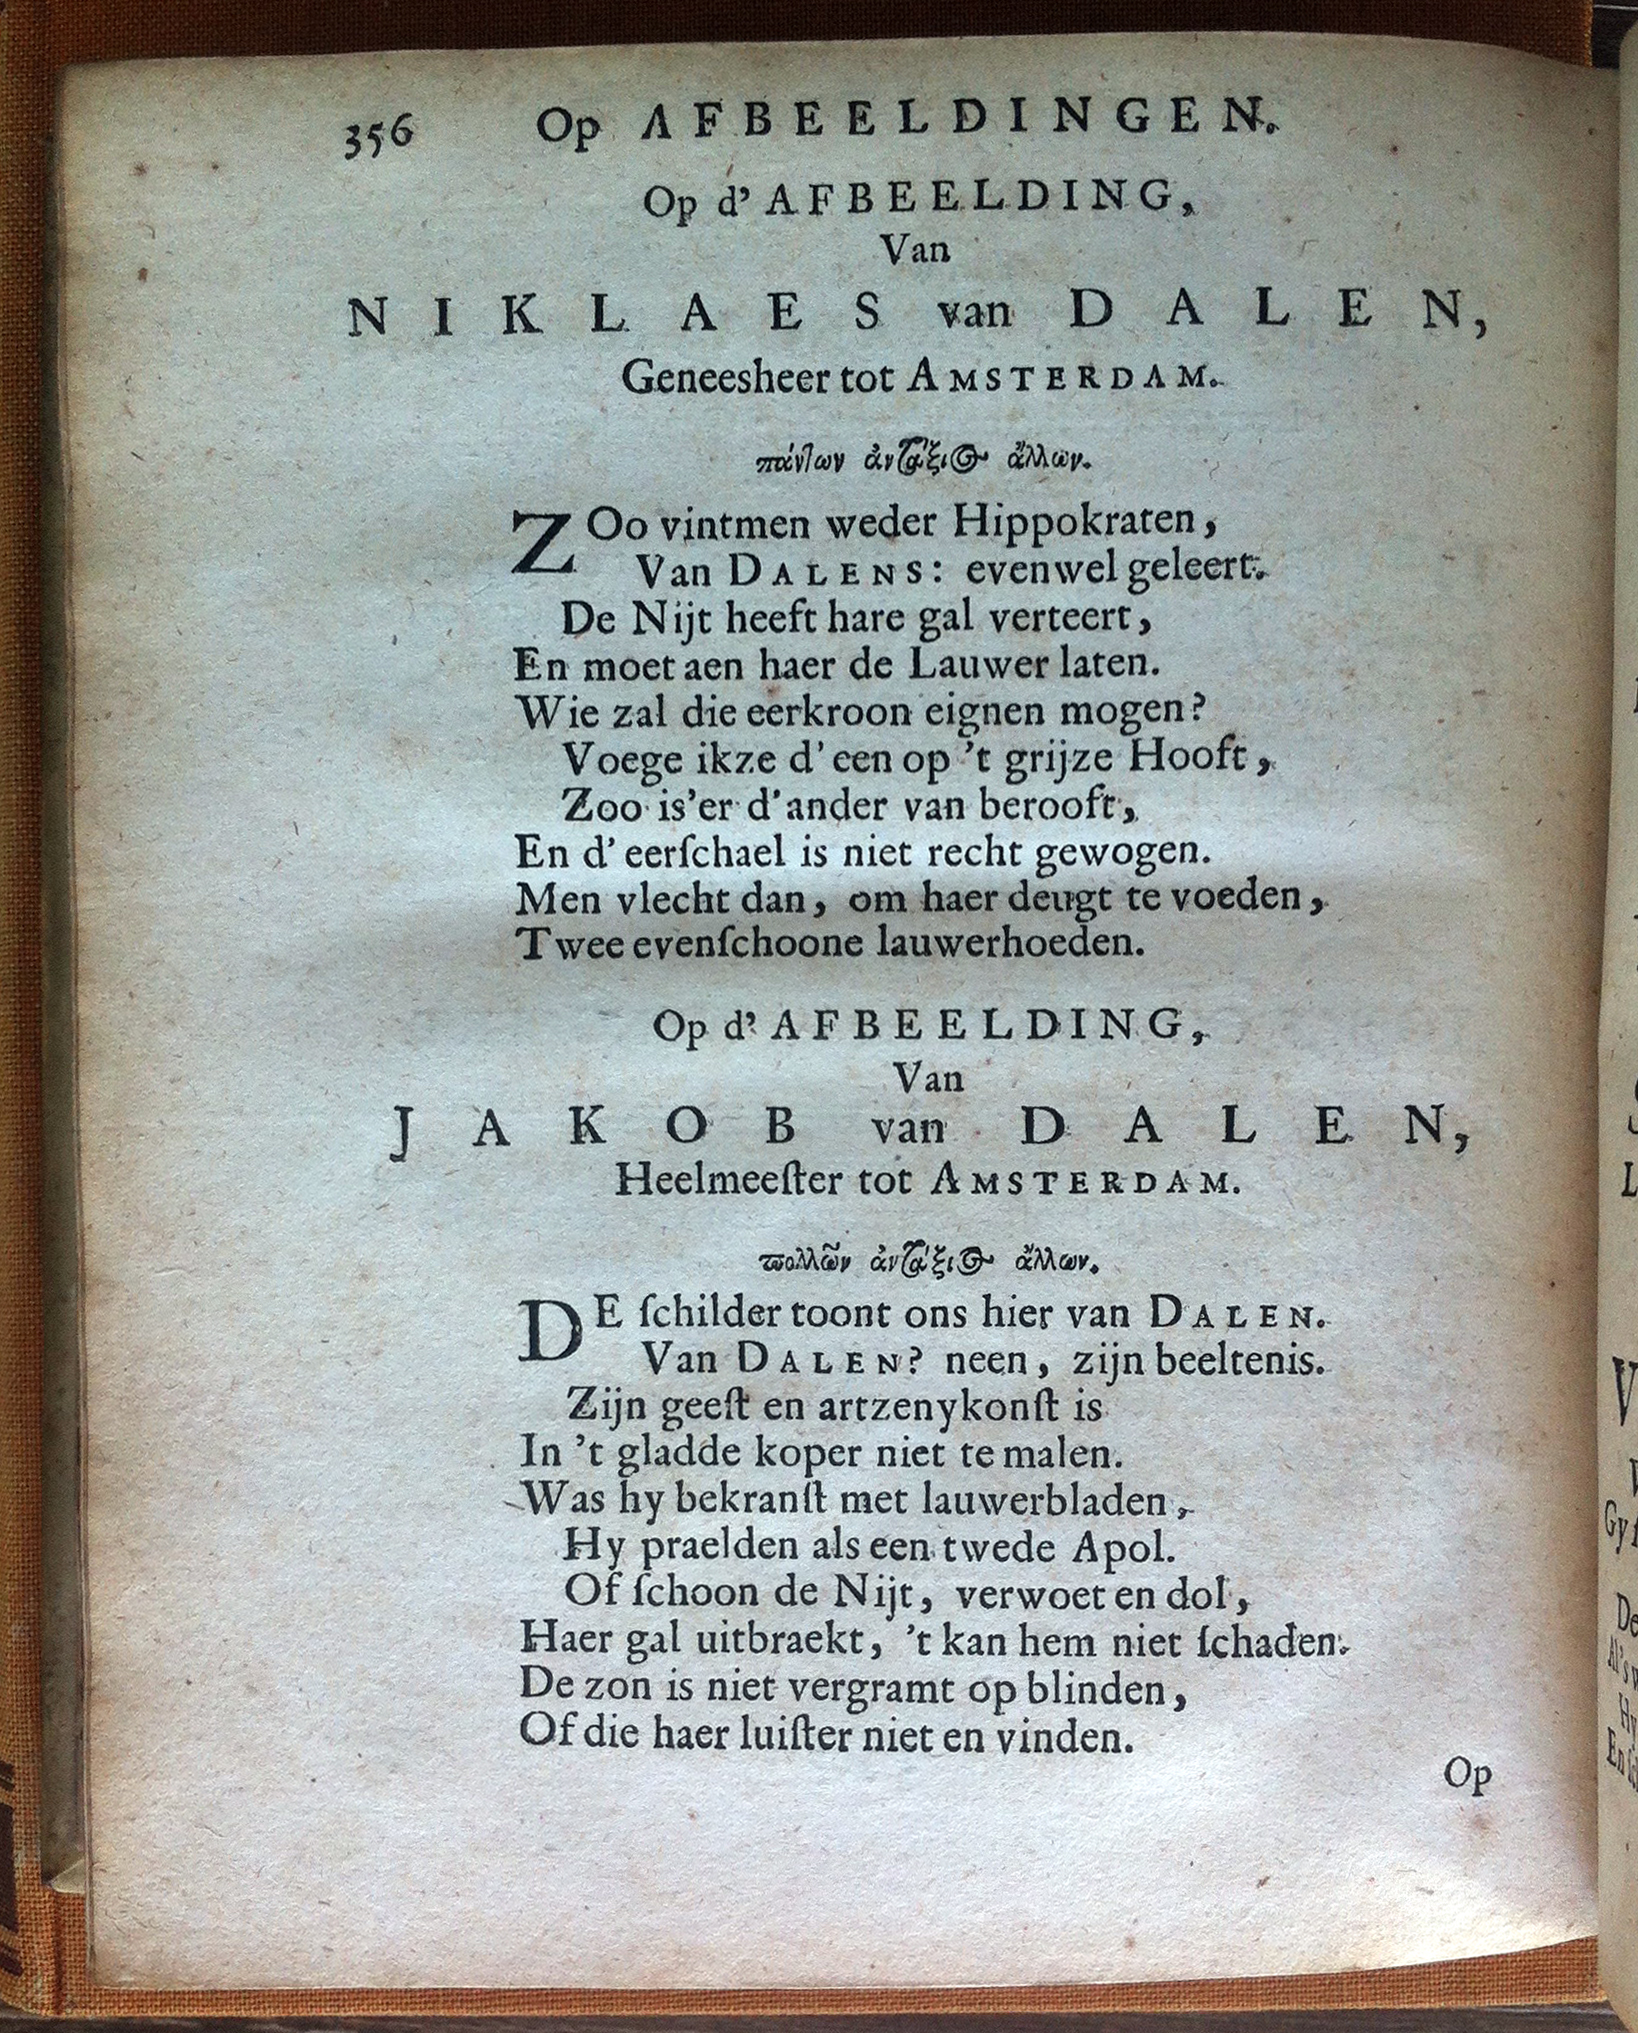 356 Op AFBEELDINGEN.
Op d' AFBEELDING,
Van
NIKLAES van DALEN,
Geneesheer tot AMSTERDAM.
πάντων ἀντάξιος ἄλλων.
ZOo vintmen weder Hippokraten,
Van DALENS: evenwel geleert.
De Nijt heeft hare gal verteert,
En moet aen haer de Lauwer laten.
Wie zal die eerkroon eignen mogen?
Voege ikze d' een op 't grijze Hooft,
Zoo is'er d'ander van berooft,
En d' eerſchael is niet recht gewogen.
Men vlecht dan, om haer deugt te voeden,
Twee evenſchoone lauwerhoeden.
Op d' AFBEELDING,
Van
JAKOB van DALEN,
Heelmeeſter tot AMSTERDAM.
πολλῶν ἀντάξιος ἄλλων.
DE ſchilder toont ons hier van DALEN.
Van DALEN? neen, zijn beeltenis.
Zijn geeſt en artzenykonſt is
In 't gladde koper niet te malen.
Was hy bekranſt met lauwerbladen,
Hy praelden als een twede Apol.
Of ſchoon de Nijt, verwoet en dol,
Haer gal uitbraekt, 't kan hem niet ſchaden.
De zon is niet vergramt op blinden,
Of die haer luiſter niet en vinden.
Op